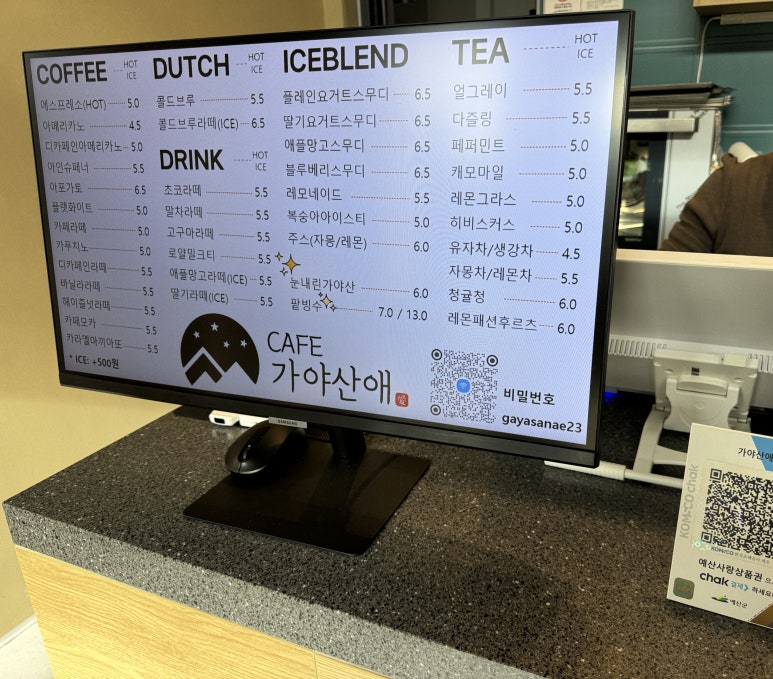 COFFEE HOT ICE
에스프레소(HOT) 5.0
아메리카노 4.5
디카페인아메리카노 5.0
아인슈페너 5.5
아포가토 6.5
플랫화이트 5.0
카페라떼 5.0
카푸치노 5.0
디카페인라떼 5.5
바닐라라떼 5.5
헤이즐넛라떼 5.5
카페모카 5.5
카라멜마끼아또 5.5
* ICE: +500원
DUTCH HOT ICE
콜드브루 5.5
콜드브루라떼(ICE) 6.5
DRINK HOT ICE
초코라떼 5.5
말차라떼 5.5
고구마라떼 5.5
로얄밀크티 5.5
애플망고라떼(ICE) 5.5
딸기라떼(ICE) 5.5
ICEBLEND
플레인요거트스무디 6.5
딸기요거트스무디 6.5
애플망고스무디 6.5
블루베리스무디 6.5
레모네이드 5.5
복숭아아이스티 5.0
주스(자몽/레몬) 6.0
눈내린가야산 6.0
팥빙수 7.0 / 13.0
TEA HOT ICE
얼그레이 5.5
다즐링 5.5
페퍼민트 5.0
캐모마일 5.0
레몬그라스 5.0
히비스커스 5.0
유자차/생강차 4.5
자몽차/레몬차 5.5
청귤청 6.0
레몬패션후르츠 6.0
CAFE
가야산애
비밀번호
gayasanae23
SAMSUNG
가야산애
KOMSCO chak
KOMSCO
예산사랑상품권
chak 결제 하세요
예산군